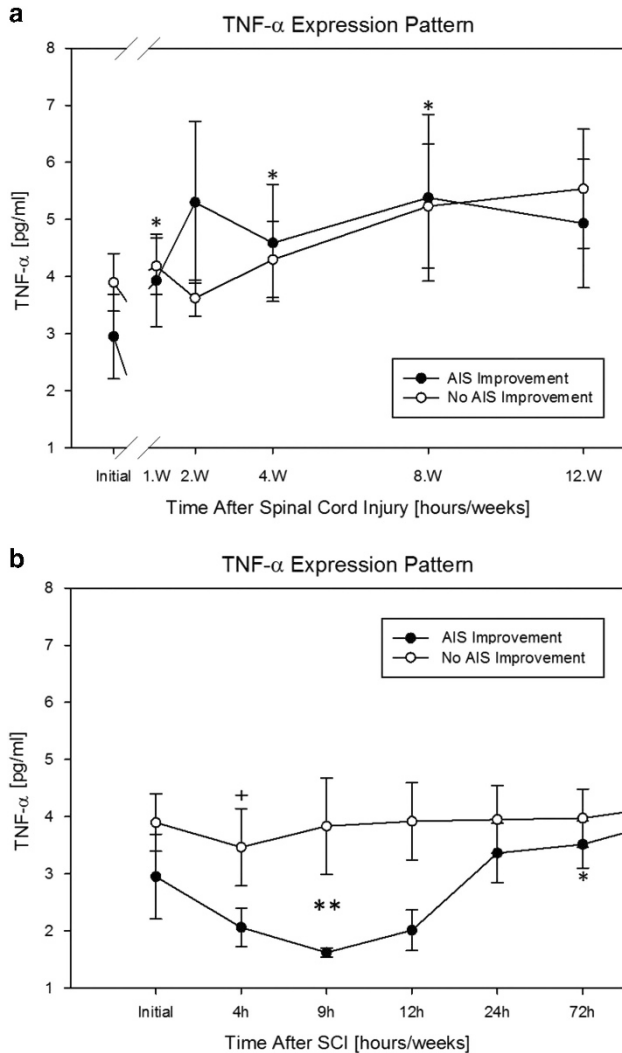 a
TNF-α Expression Pattern
8
7
6
5
4
3
2
1
TNF-α [pg/ml]
*
*
*
AIS Improvement
No AIS Improvement
Initial 1.W 2.W 4.W 8.W 12.W
Time After Spinal Cord Injury [hours/weeks]
b
TNF-α Expression Pattern
8
7
6
5
4
3
2
1
TNF-α [pg/ml]
AIS Improvement
No AIS Improvement
+
**
*
Initial 4h 9h 12h 24h 72h
Time After SCI [hours/weeks]